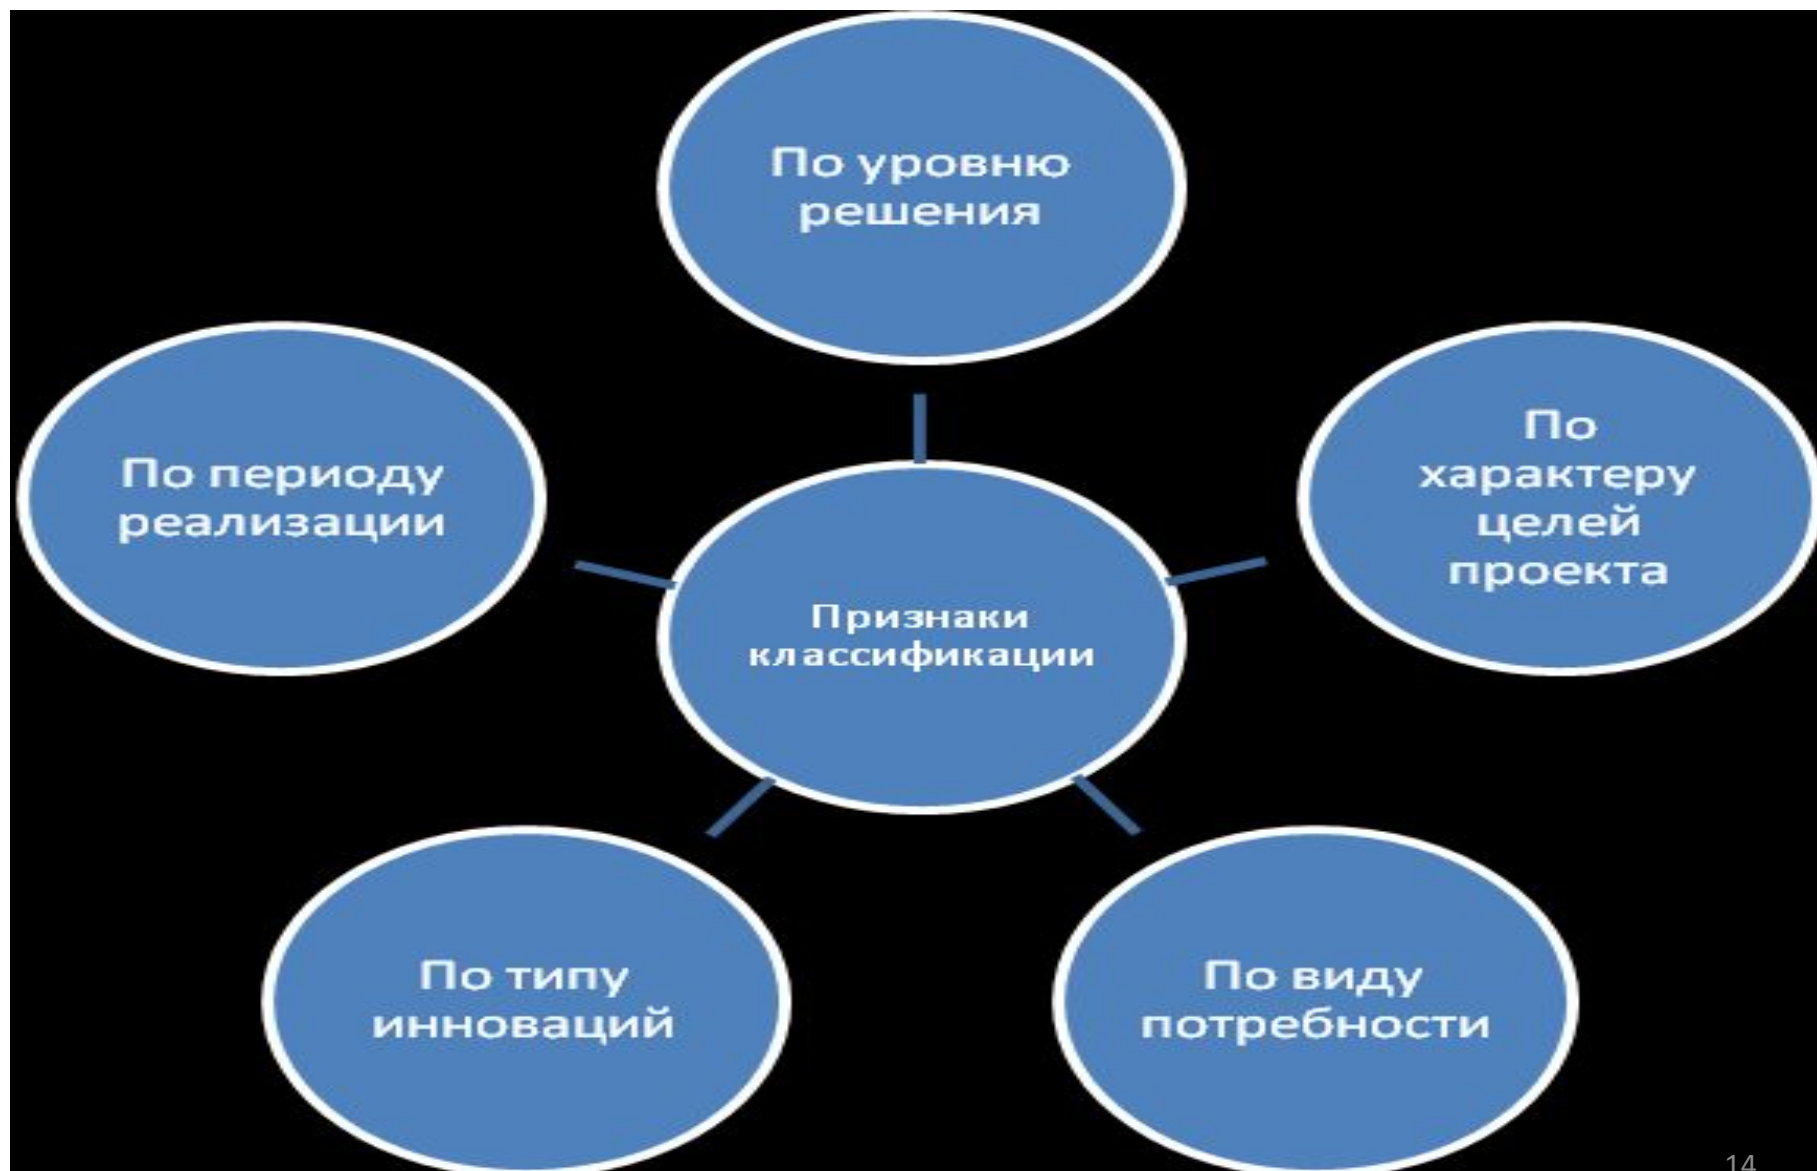 По уровню
решения
По
характеру
целей
проекта
По периоду
реализации
Признаки
классификации
По типу
инноваций
По виду
потребности
14